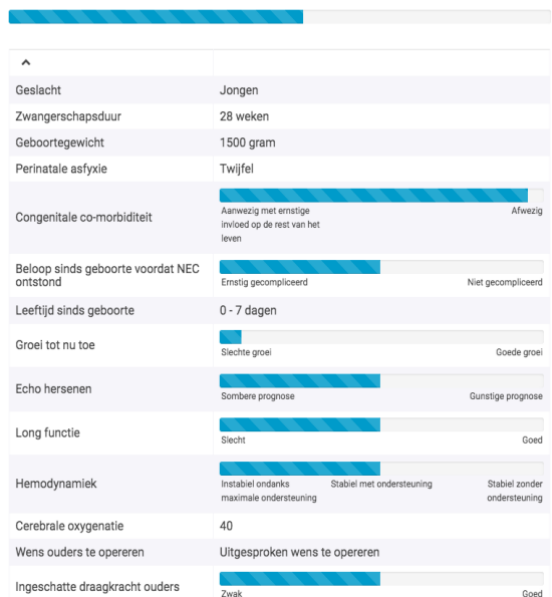 Geslacht Jongen
Zwangerschapsduur 28 weken
Geboortegewicht 1500 gram
Perinatale asfyxie Twijfel
Congenitale co-morbiditeit
Aanwezig met ernstige Afwezig
invloed op de rest van het
leven
Beloop sinds geboorte voordat NEC
ontstond
Ernstig gecompliceerd Niet gecompliceerd
Leeftijd sinds geboorte 0 - 7 dagen
Groei tot nu toe
Slechte groei Goede groei
Echo hersenen
Sombere prognose Gunstige prognose
Long functie
Slecht Goed
Hemodynamiek
Instabiel ondanks Stabiel met ondersteuning Stabiel zonder
maximale ondersteuning ondersteuning
Cerebrale oxygenatie 40
Wens ouders te opereren Uitgesproken wens te opereren
Ingeschatte draagkracht ouders
Zwak Goed